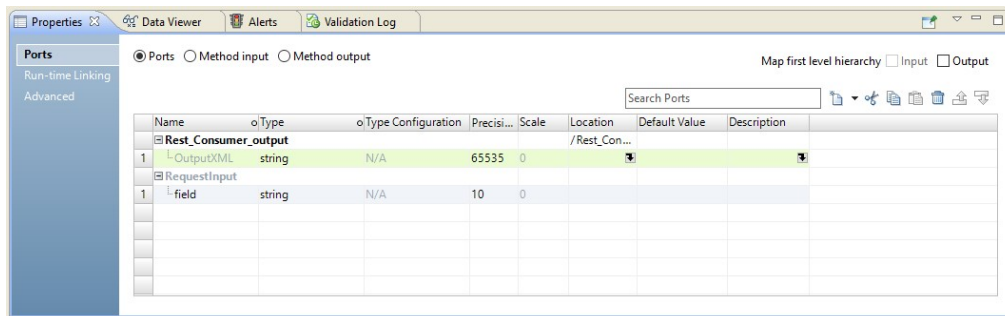 Properties Data Viewer Alerts Validation Log
Ports Ports Method input Method output Map first level hierarchy Input Output
Run-time Linking
Advanced Search Ports
Name Type Type Configuration Precisi... Scale Location Default Value Description
Rest_Consumer_output /Rest_Con...
1 OutputXML string N/A 65535 0
RequestInput
1 field string N/A 10 0